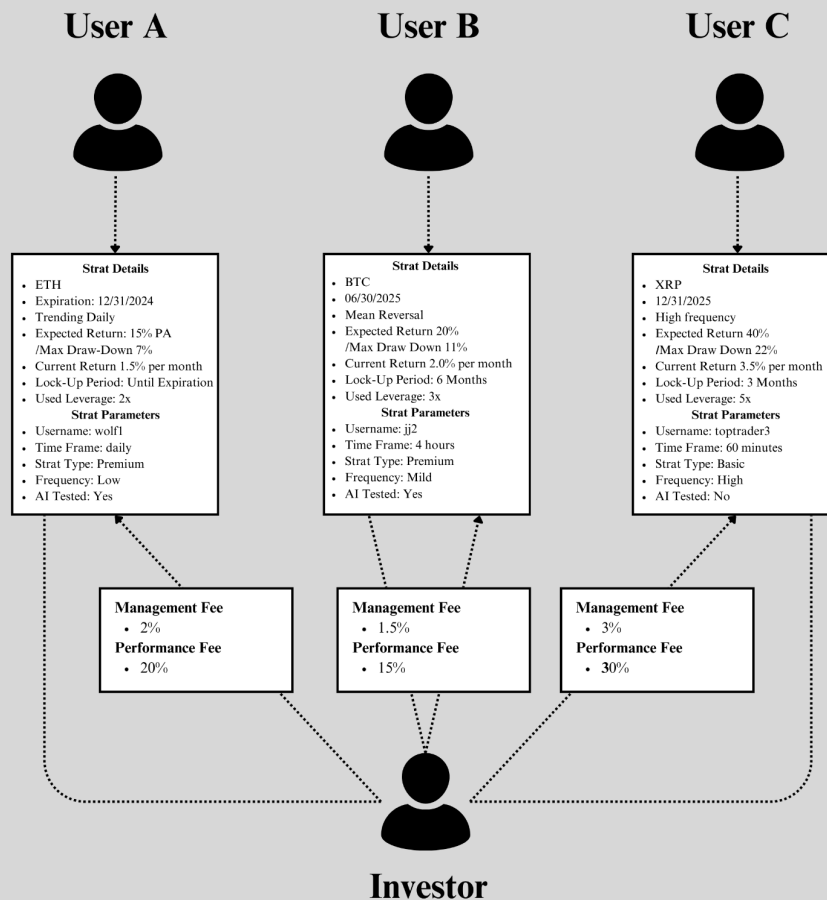 User A
User B
User C
Strat Details
• ETH
• Expiration: 12/31/2024
• Trending Daily
• Expected Return: 15% PA
/Max Draw-Down 7%
• Current Return 1.5% per month
• Lock-Up Period: Until Expiration
• Used Leverage: 2x
Strat Parameters
• Username: wolf1
• Time Frame: daily
• Strat Type: Premium
• Frequency: Low
• AI Tested: Yes
Strat Details
• BTC
• 06/30/2025
• Mean Reversal
• Expected Return 20%
/Max Draw Down 11%
• Current Return 2.0% per month
• Lock-Up Period: 6 Months
• Used Leverage: 3x
Strat Parameters
• Username: jj2
• Time Frame: 4 hours
• Strat Type: Premium
• Frequency: Mild
• AI Tested: Yes
Strat Details
• XRP
• 12/31/2025
• High frequency
• Expected Return 40%
/Max Draw Down 22%
• Current Return 3.5% per month
• Lock-Up Period: 3 Months
• Used Leverage: 5x
Strat Parameters
• Username: toptrader3
• Time Frame: 60 minutes
• Strat Type: Basic
• Frequency: High
• AI Tested: No
Management Fee
• 2%
Performance Fee
• 20%
Management Fee
• 1.5%
Performance Fee
• 15%
Management Fee
• 3%
Performance Fee
• 30%
Investor